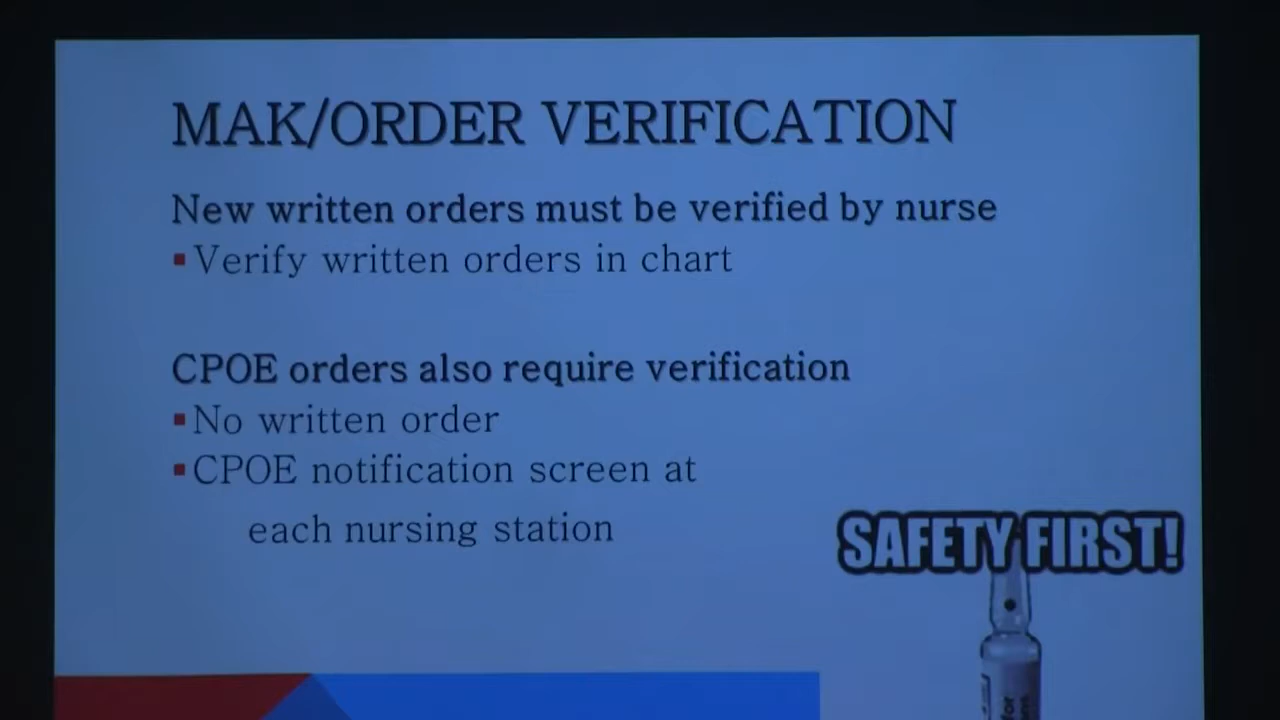 MAK/ORDER VERIFICATION
New written orders must be verified by nurse
▪Verify written orders in chart
CPOE orders also require verification
▪No written order
▪CPOE notification screen at
each nursing station
SAFETY FIRST!
for